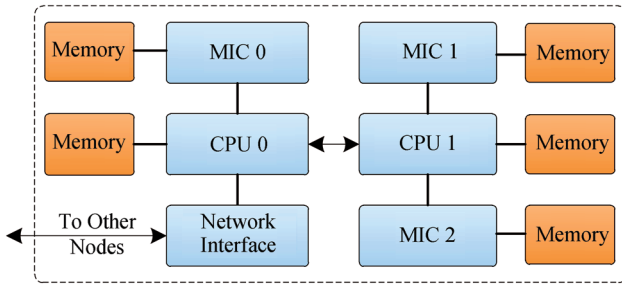 Memory
MIC 0
MIC 1
Memory
Memory
CPU 0
CPU 1
Memory
To Other
Nodes
Network
Interface
MIC 2
Memory